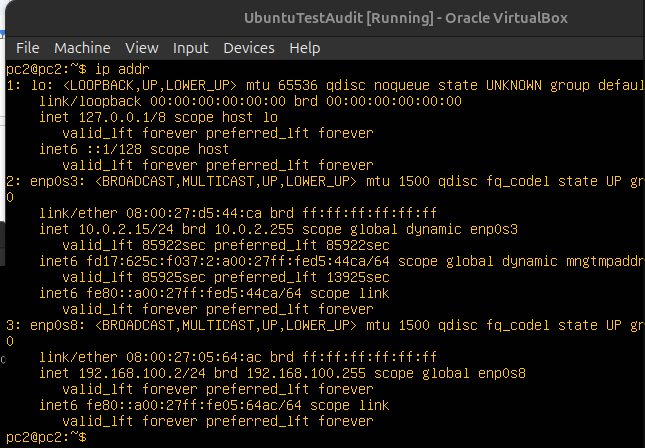 UbuntuTestAudit [Running] - Oracle VirtualBox
File Machine View Input Devices Help
pc2@pc2:~$ ip addr
1: lo: <LOOPBACK,UP,LOWER_UP> mtu 65536 qdisc noqueue state UNKNOWN group defaul
link/loopback 00:00:00:00:00:00 brd 00:00:00:00:00:00
inet 127.0.0.1/8 scope host lo
valid_lft forever preferred_lft forever
inet6 ::1/128 scope host
valid_lft forever preferred_lft forever
2: enp0s3: <BROADCAST,MULTICAST,UP,LOWER_UP> mtu 1500 qdisc fq_codel state UP gr
0
link/ether 08:00:27:d5:44:ca brd ff:ff:ff:ff:ff:ff
inet 10.0.2.15/24 brd 10.0.2.255 scope global dynamic enp0s3
valid_lft 85922sec preferred_lft 85922sec
inet6 fd17:625c:f037:2:a00:27ff:fed5:44ca/64 scope global dynamic mngtmpaddr
valid_lft 85925sec preferred_lft 13925sec
inet6 fe80::a00:27ff:fed5:44ca/64 scope link
valid_lft forever preferred_lft forever
3: enp0s8: <BROADCAST,MULTICAST,UP,LOWER_UP> mtu 1500 qdisc fq_codel state UP gr
0
link/ether 08:00:27:05:64:ac brd ff:ff:ff:ff:ff:ff
inet 192.168.100.2/24 brd 192.168.100.255 scope global enp0s8
valid_lft forever preferred_lft forever
inet6 fe80::a00:27ff:fe05:64ac/64 scope link
valid_lft forever preferred_lft forever
pc2@pc2:~$